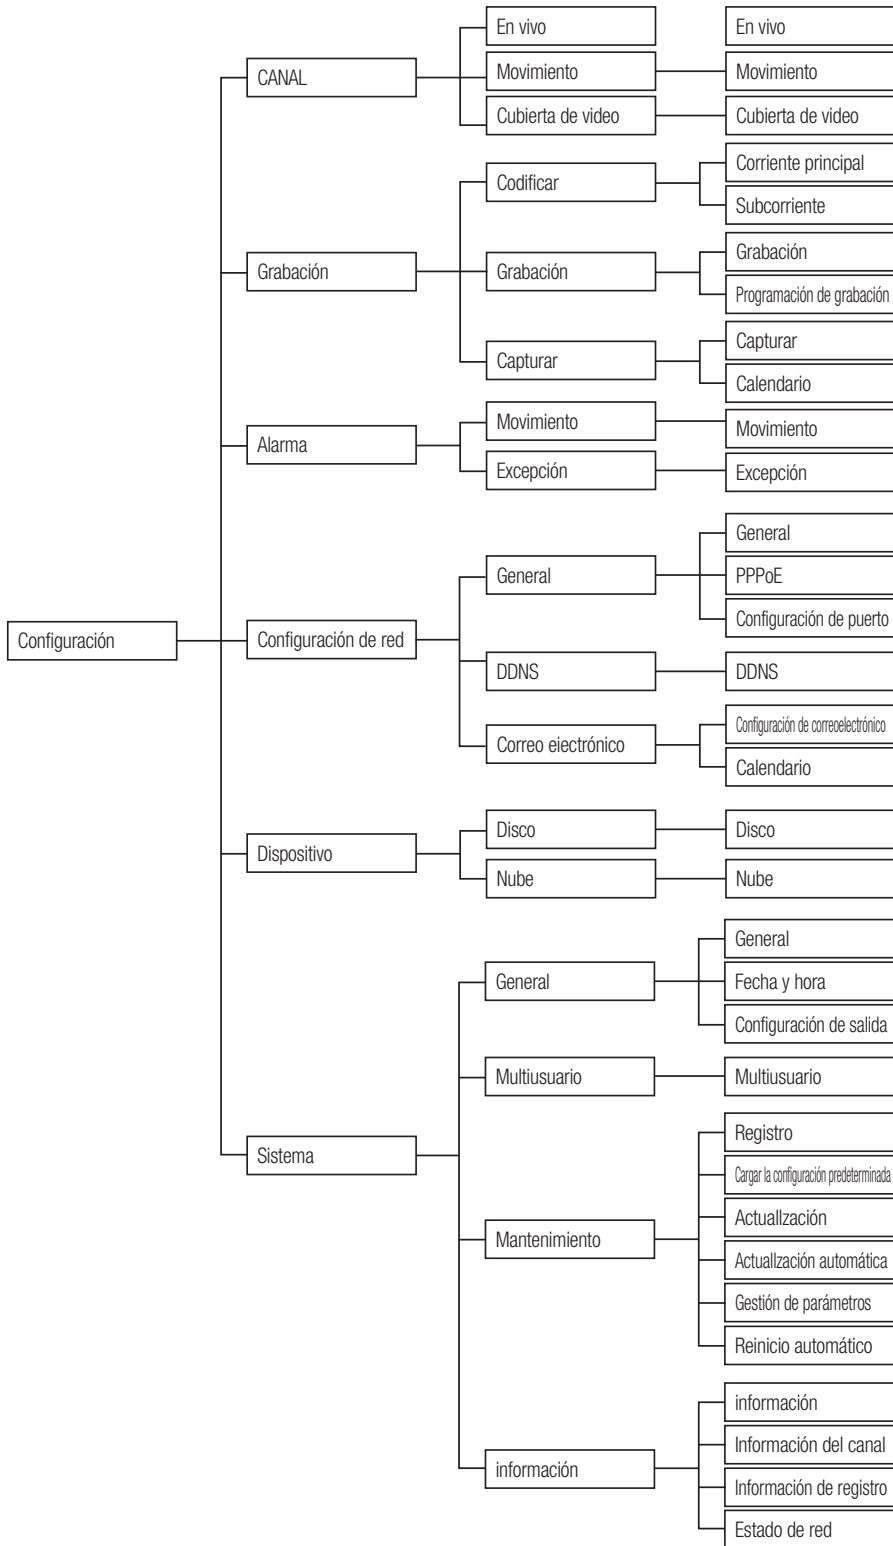 En vivo
En vivo
CANAL
Movimiento
Movimiento
Cubierta de video
Cubierta de video
Codificar
Corriente principal
Subcorriente
Grabación
Grabación
Grabación
Programación de grabación
Capturar
Capturar
Calendario
Alarma
Movimiento
Movimiento
Excepción
Excepción
Configuración
Configuración de red
General
General
PPPoE
Configuración de puerto
DDNS
DDNS
Correo eiectrónico
Configuración de correoelectrónico
Calendario
Dispositivo
Disco
Disco
Nube
Nube
Sistema
General
General
Fecha y hora
Configuración de salida
Multiusuario
Multiusuario
Mantenimiento
Registro
Cargar la configuración predeterminada
Actuallzación
Actuallzación automática
Gestión de parámetros
Reinicio automático
información
información
Información del canal
Información de registro
Estado de red